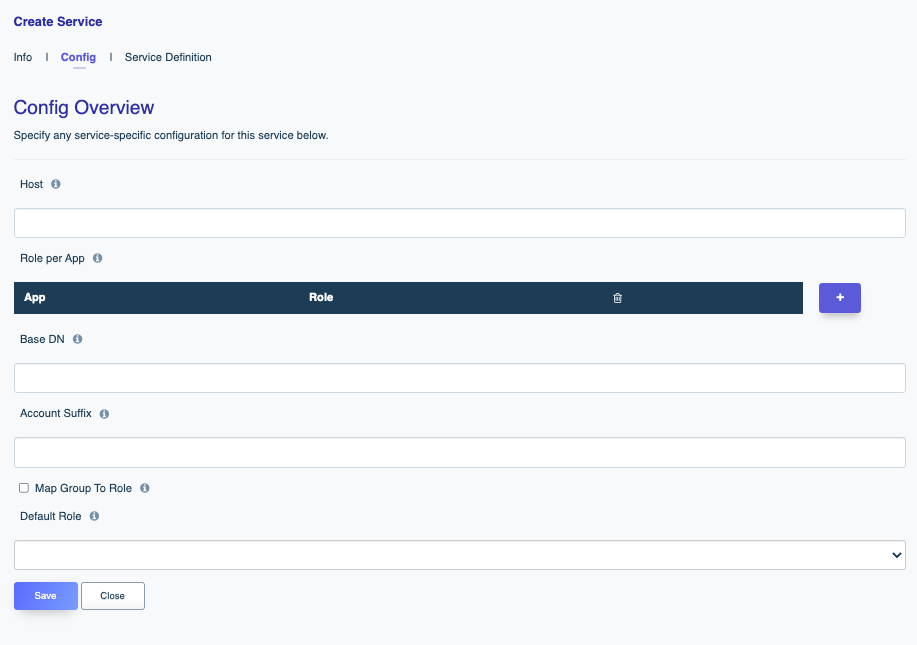 Create Service
Info | Config | Service Definition
Config Overview
Specify any service-specific configuration for this service below.
Host
Role per App
App Role
+
Base DN
Account Suffix
Map Group To Role
Default Role
Save Close